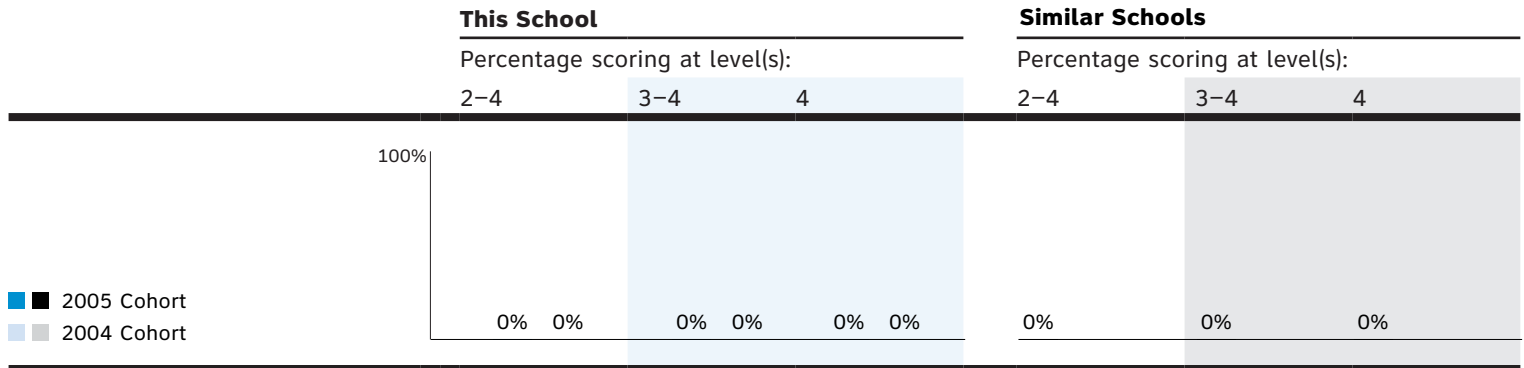 This School Similar Schools
Percentage scoring at level(s): Percentage scoring at level(s):
2–4 3–4 4 2–4 3–4 4
100%
2005 Cohort
0% 0% 0% 0% 0% 0% 0% 0% 0%
2004 Cohort